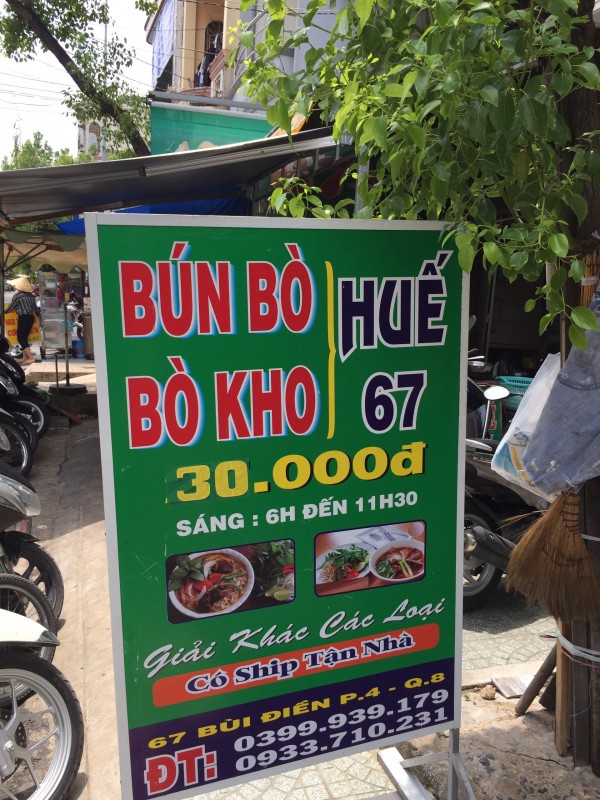 BÚN BÒ HUẾ
BÒ KHO 67
30.000đ
SÁNG : 6H ĐẾN 11H30
Giải Khác Các Loại
Có Ship Tận Nhà
67 BÙI ĐIỀN P.4 - Q.8
ĐT: 0399.939.179
0933.710.231